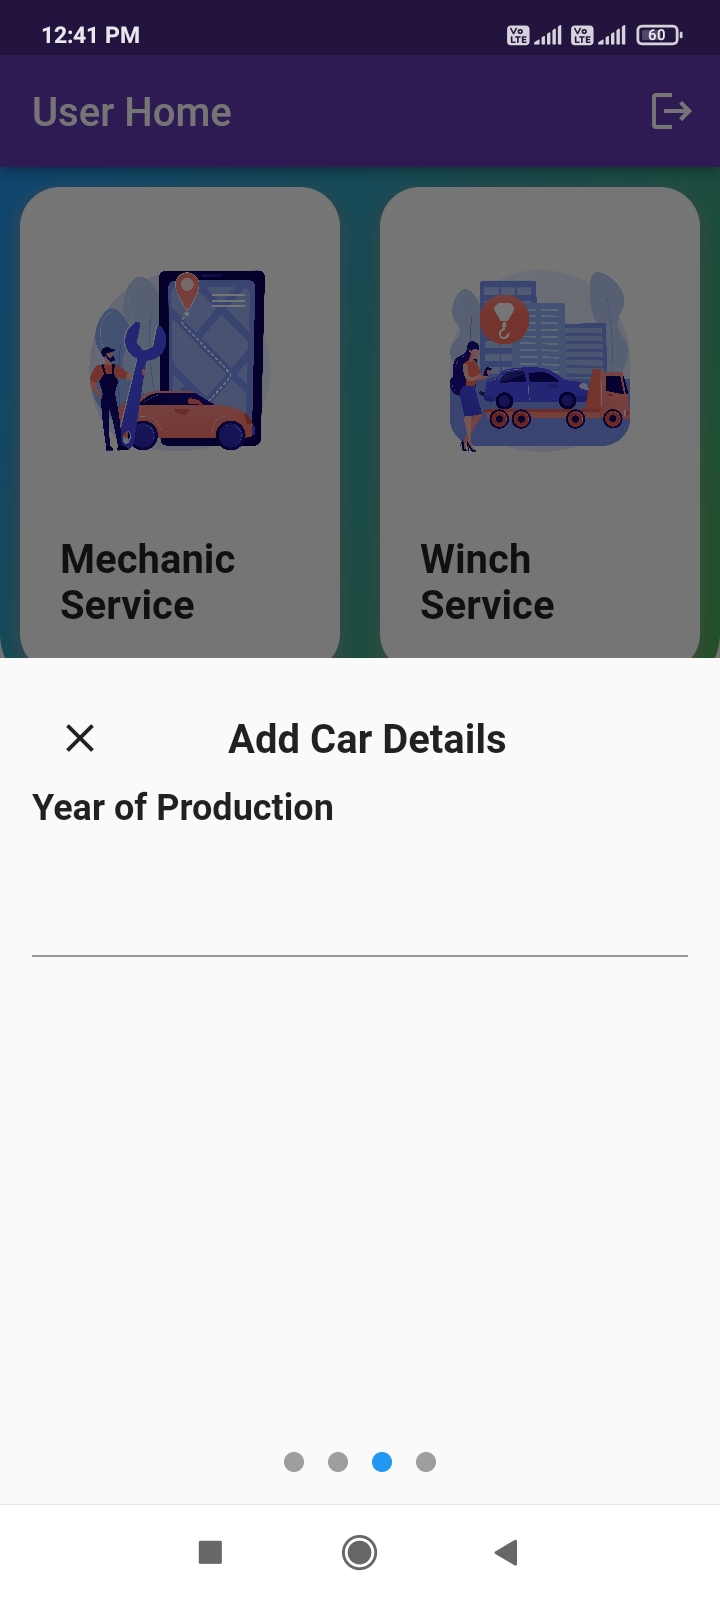 12:41 PM
Vo LTE
Vo LTE
60
User Home
Mechanic
Service
Winch
Service
Add Car Details
Year of Production